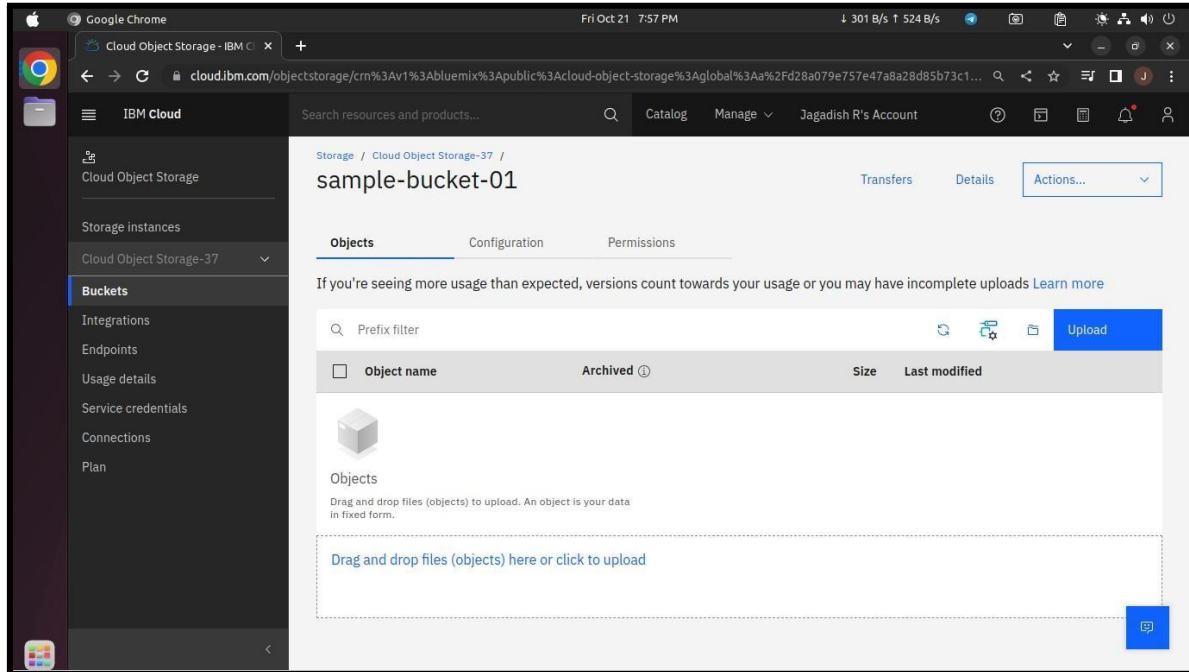 Google Chrome
Fri Oct 21 7:57 PM
↓ 301 B/s ↑ 524 B/s
Cloud Object Storage - IBM Cl
cloud.ibm.com/objectstorage/crn%3Av1%3Abluemix%3Apublic%3Acloud-object-storage%3Aglobal%3Aa%2Fd28a079e757e47a8a28d85b73c1...
J
IBM Cloud
Search resources and products...
Catalog
Manage
Jagadish R's Account
Cloud Object Storage
Storage instances
Cloud Object Storage-37
Buckets
Integrations
Endpoints
Usage details
Service credentials
Connections
Plan
Storage / Cloud Object Storage-37 /
sample-bucket-01
Transfers
Details
Actions...
Objects
Configuration
Permissions
If you're seeing more usage than expected, versions count towards your usage or you may have incomplete uploads Learn more
Prefix filter
Upload
Object name
Archived
Size
Last modified
Objects
Drag and drop files (objects) to upload. An object is your data
in fixed form.
Drag and drop files (objects) here or click to upload